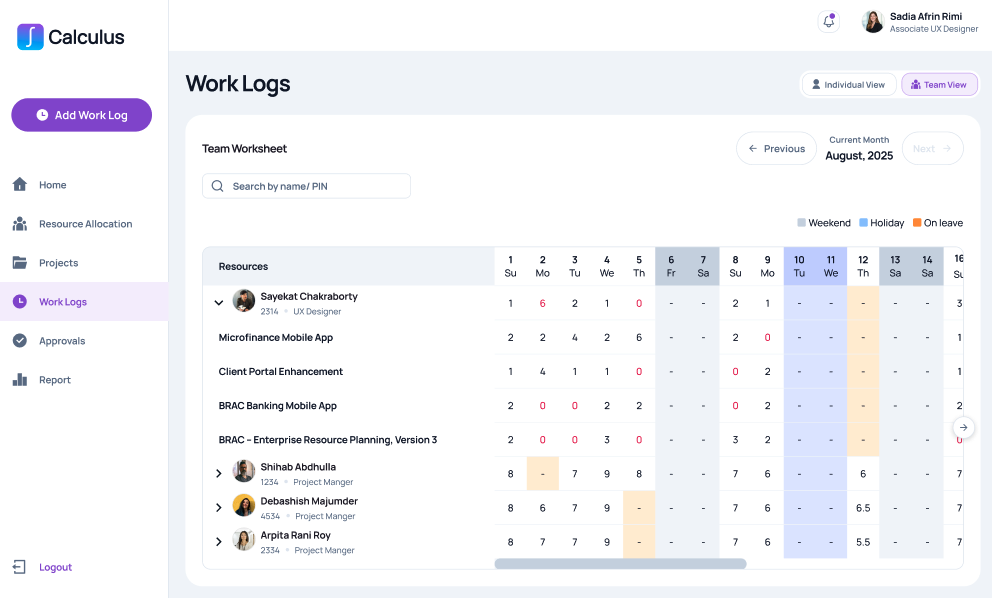 Calculus
Sadia Afrin Rimi
Associate UX Designer
Work Logs
Individual View Team View
Add Work Log
Home
Resource Allocation
Projects
Work Logs
Approvals
Report
Logout
Team Worksheet
Previous
Current Month
August, 2025
Next
Search by name/ PIN
Weekend Holiday On leave
Resources 1 2 3 4 5 6 7 8 9 10 11 12 13 14 16
Su Mo Tu We Th Fr Sa Su Mo Tu We Th Sa Sa Su
Sayekat Chakraborty
2314 UX Designer
1 6 2 1 0 - - 2 1 - - - - - 3
Microfinance Mobile App 2 2 4 2 6 - - 2 0 - - - - - 1
Client Portal Enhancement 1 4 1 1 0 - - 0 2 - - - - - 1
BRAC Banking Mobile App 2 0 0 2 2 - - 0 2 - - - - - 2
BRAC – Enterprise Resource Planning, Version 3 2 0 0 3 0 - - 3 2 - - - - - 0
Shihab Abdhulla
1234 Project Manger
8 - 7 9 8 - - 7 6 - - 6 - - 7
Debashish Majumder
4534 Project Manger
8 6 7 9 - - - 7 6 - - 6.5 - - 7
Arpita Rani Roy
2334 Project Manger
8 7 7 9 - - - 7 6 - - 5.5 - - 7